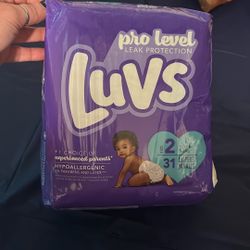 pro level
LEAK PROTECTION
Luvs
#1 CHOICE OF
experienced parents*
HYPOALLERGENIC
2
31